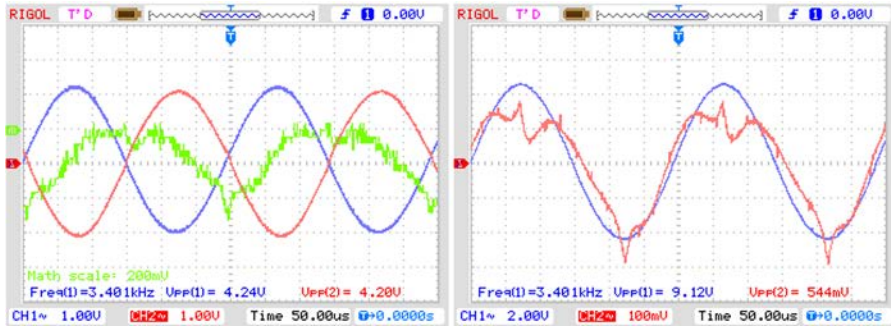 RIGOL T'D T f 1 0.00V
T
1
Math scale: 200mV
Freq(1)=3.401kHz Vpp(1)= 4.24V Vpp(2)= 4.20V
CH1~ 1.00V CH2~ 1.00V Time 50.00us T→0.0000s
RIGOL T'D T f 1 0.00V
T
1
Freq(1)=3.401kHz Vpp(1)= 9.12V Vpp(2)= 544mV
CH1~ 2.00V CH2~ 100mV Time 50.00us T→0.0000s